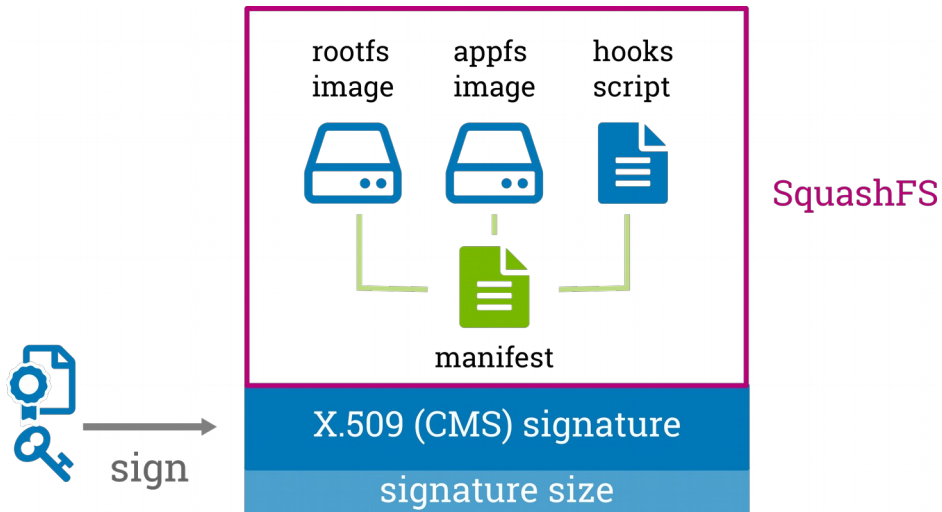 rootfs
image
appfs
image
hooks
script
SquashFS
manifest
X.509 (CMS) signature
sign
signature size